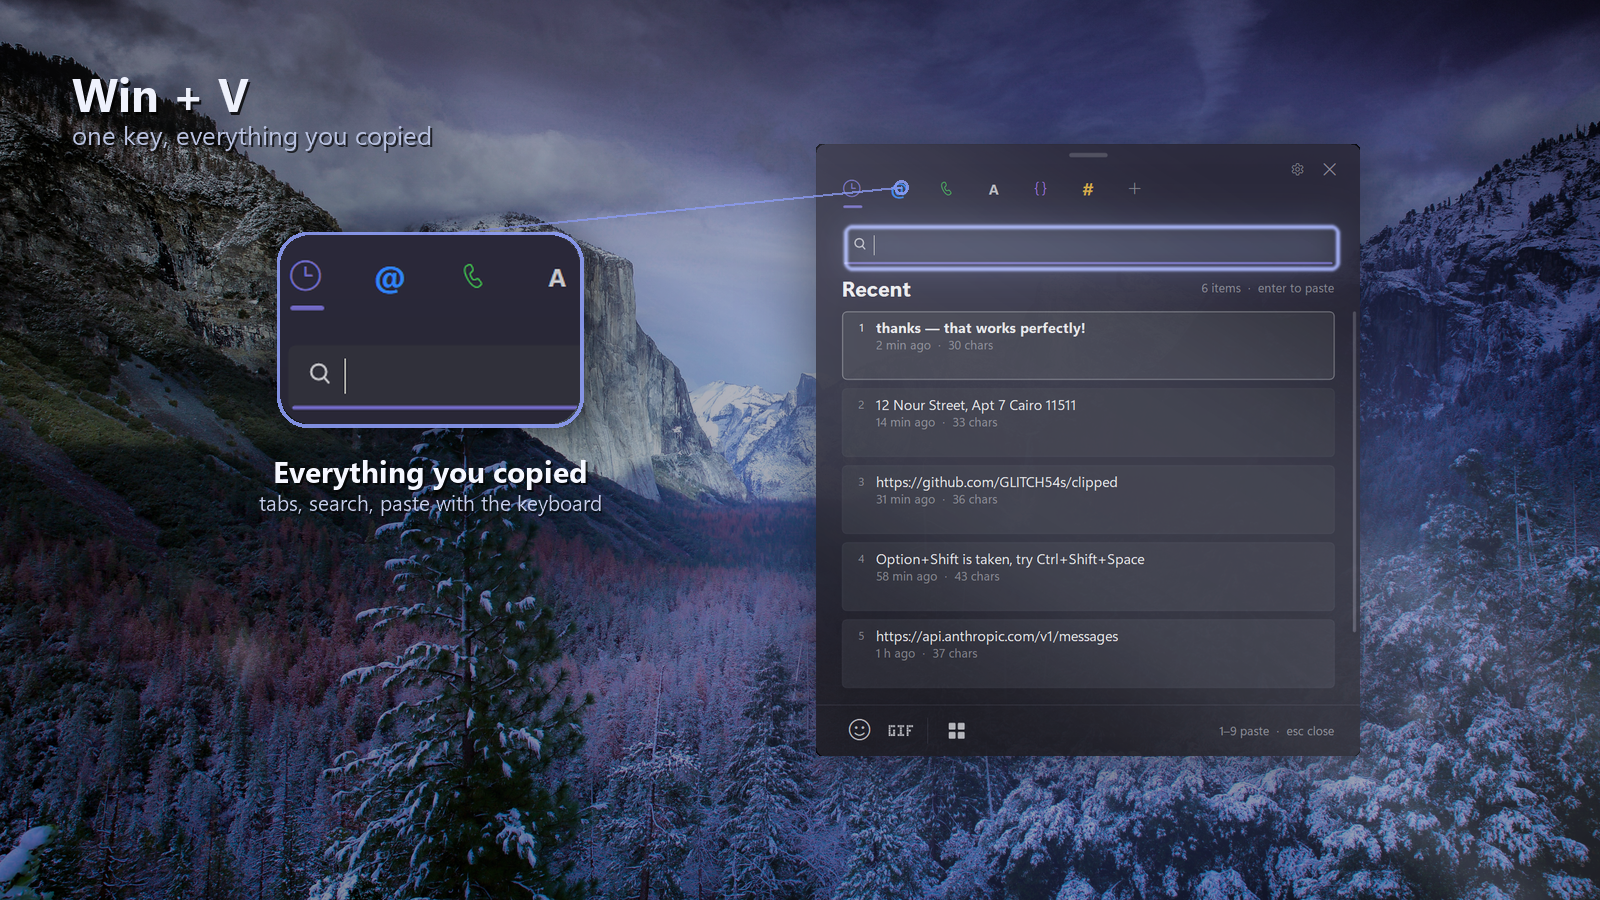 Win + V
one key, everything you copied
@ A
Everything you copied
tabs, search, paste with the keyboard
@ A {} # +
Recent
6 items · enter to paste
1 thanks — that works perfectly!
2 min ago · 30 chars
2 12 Nour Street, Apt 7 Cairo 11511
14 min ago · 33 chars
3 https://github.com/GLITCH54s/clipped
31 min ago · 36 chars
4 Option+Shift is taken, try Ctrl+Shift+Space
58 min ago · 43 chars
5 https://api.anthropic.com/v1/messages
1 h ago · 37 chars
GIF
1–9 paste · esc close